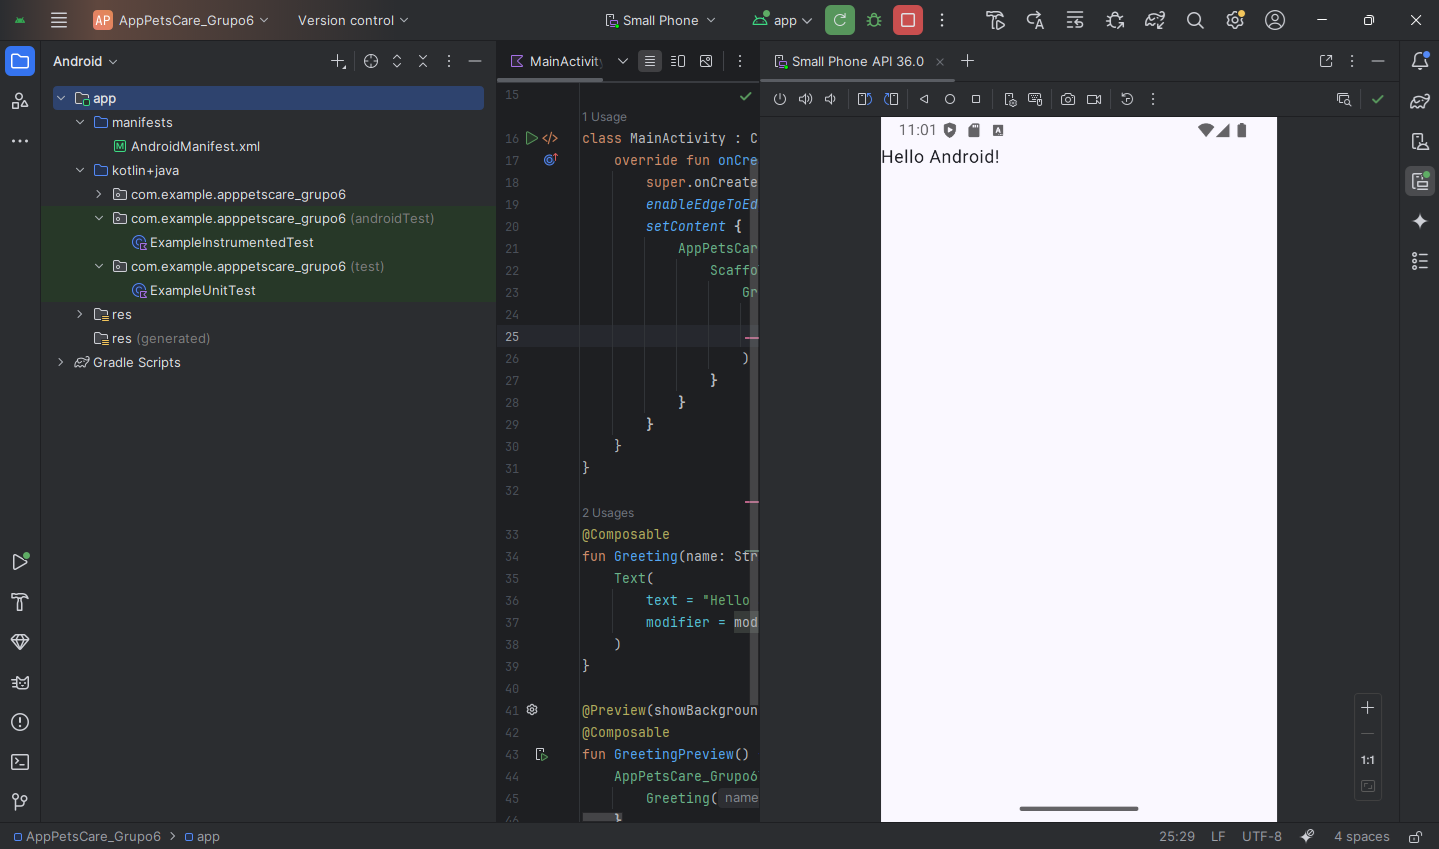 AP AppPetsCare_Grupo6 Version control Small Phone app
Android
app
manifests
AndroidManifest.xml
kotlin+java
com.example.apppetscare_grupo6
com.example.apppetscare_grupo6 (androidTest)
ExampleInstrumentedTest
com.example.apppetscare_grupo6 (test)
ExampleUnitTest
res
res (generated)
Gradle Scripts
MainActivity
15
1 Usage
16 class MainActivity : C
17 override fun onCre
18 super.onCreate
19 enableEdgeToEd
20 setContent {
21 AppPetsCar
22 Scaffo
23 Gr
24
25
26 )
27 }
28 }
29 }
30 }
31 }
32
2 Usages
33 @Composable
34 fun Greeting(name: Str
35 Text(
36 text = "Hello
37 modifier = mod
38 )
39 }
40
41 @Preview(showBackgroun
42 @Composable
43 fun GreetingPreview()
44 AppPetsCare_Grupo6
45 Greeting( name
46 }
Small Phone API 36.0
11:01
Hello Android!
1:1
AppPetsCare_Grupo6 > app
25:29 LF UTF-8 4 spaces